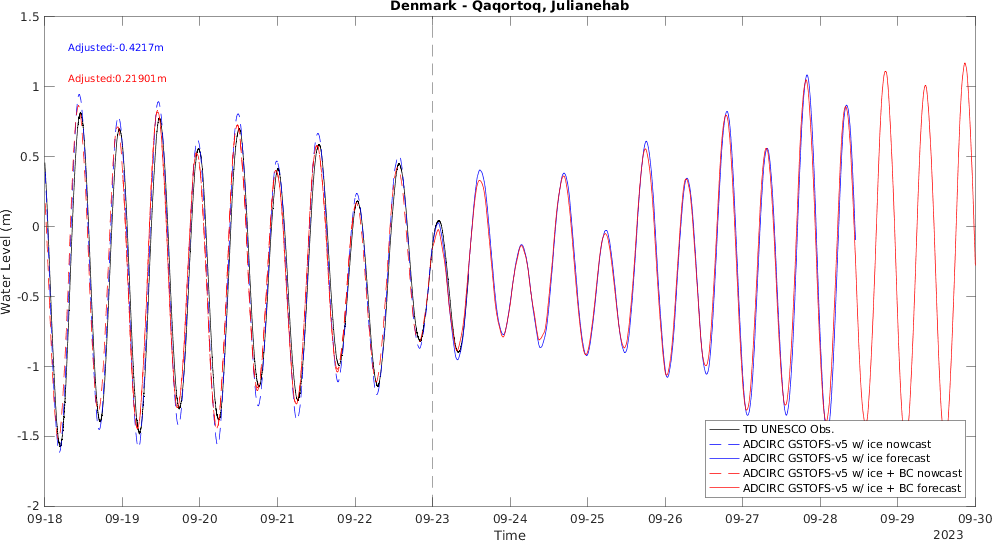 Denmark - Qaqortoq, Julianehab
Adjusted:-0.4217m
Adjusted:0.21901m
1.5
1
0.5
0
-0.5
-1
-1.5
-2
Water Level (m)
TD UNESCO Obs.
ADCIRC GSTOFS-v5 w/ ice nowcast
ADCIRC GSTOFS-v5 w/ ice forecast
ADCIRC GSTOFS-v5 w/ ice + BC nowcast
ADCIRC GSTOFS-v5 w/ ice + BC forecast
09-18 09-19 09-20 09-21 09-22 09-23 09-24 09-25 09-26 09-27 09-28 09-29 09-30
Time
2023